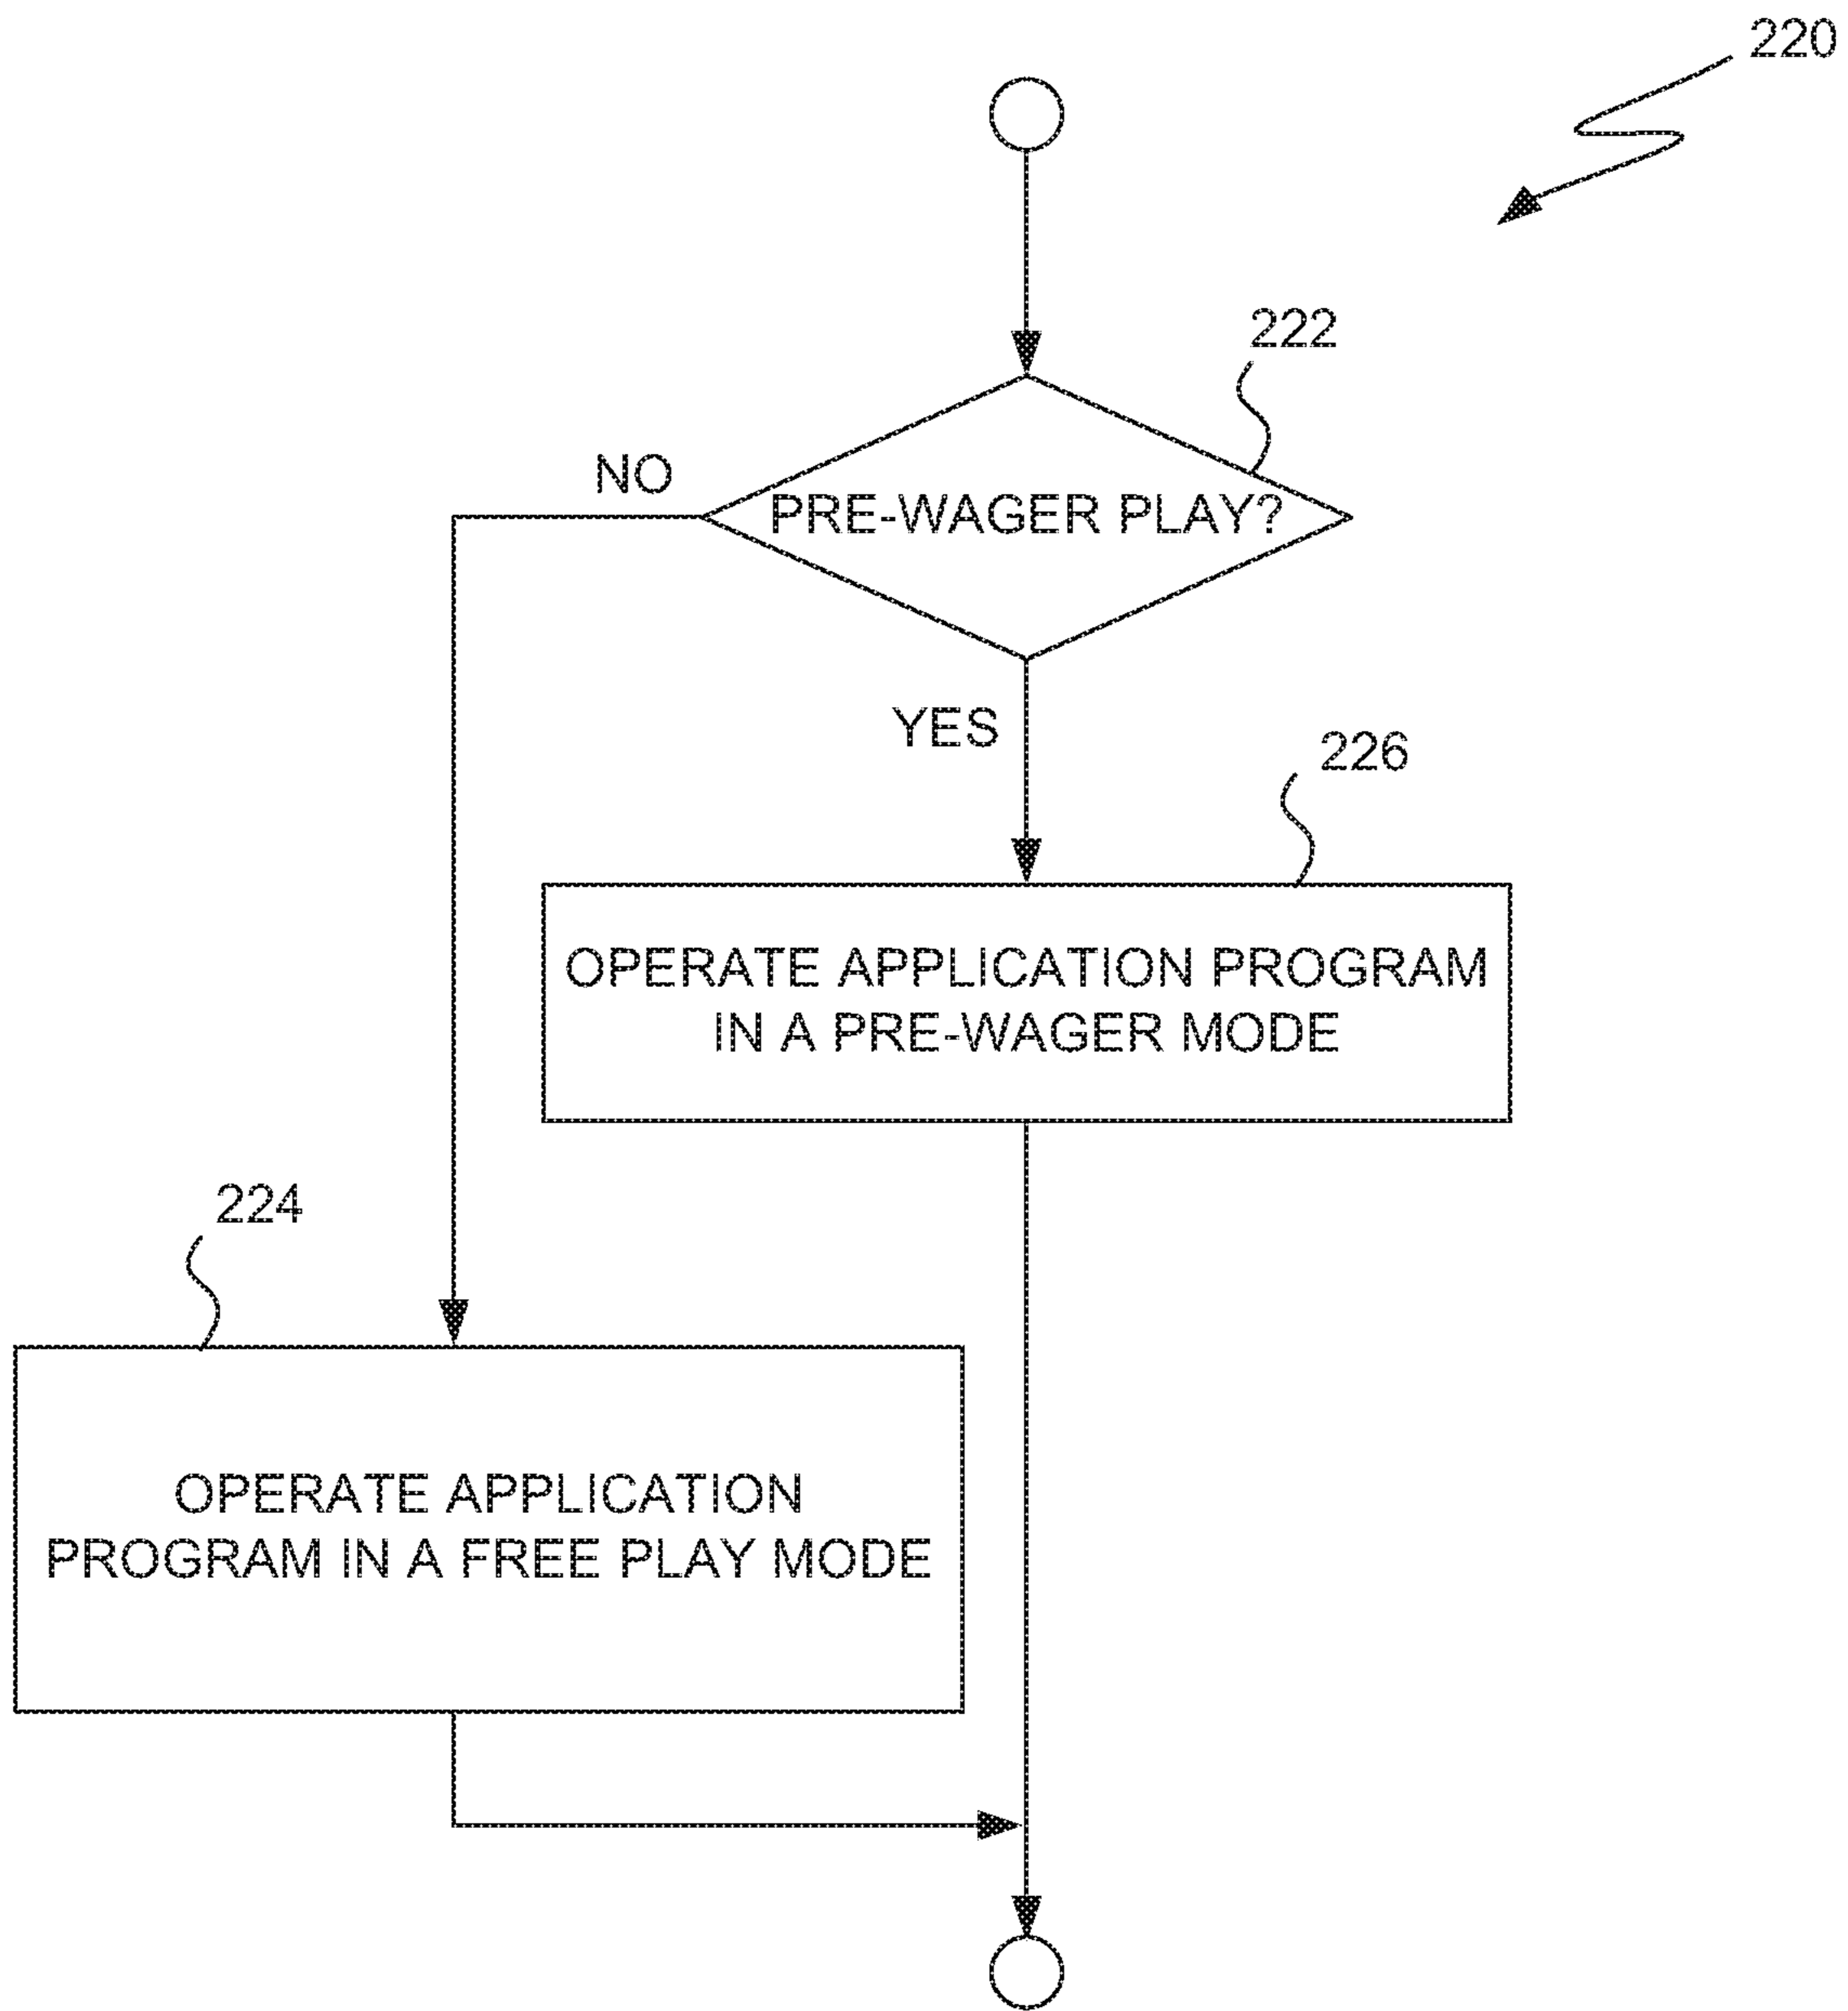 220
222
NO
PRE-WAGER PLAY?
YES
226
OPERATE APPLICATION PROGRAM
IN A PRE-WAGER MODE
224
OPERATE APPLICATION
PROGRAM IN A FREE PLAY MODE